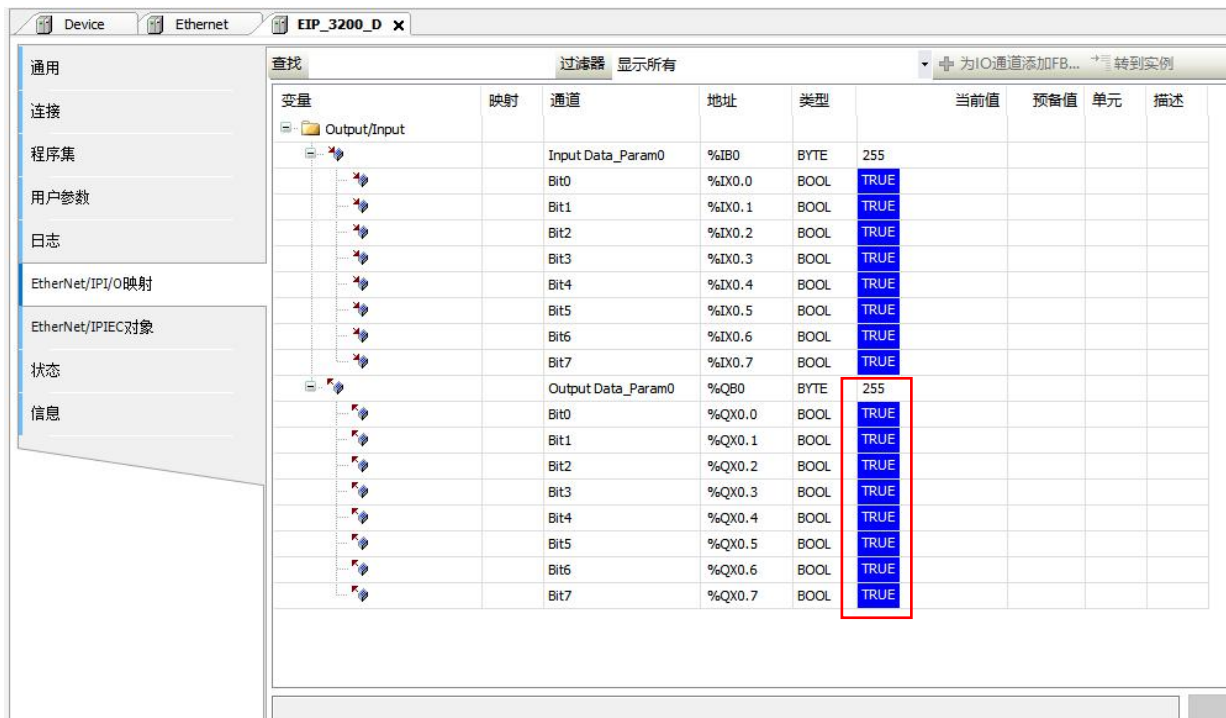 Device Ethernet EIP_3200_D
通用
连接
程序集
用户参数
日志
EtherNet/IPI/O映射
EtherNet/IPIEC对象
状态
信息
查找 过滤器 显示所有 为IO通道添加FB... 转到实例
变量 映射 通道 地址 类型 当前值 预备值 单元 描述
Output/Input
Input Data_Param0 %IB0 BYTE 255
Bit0 %IX0.0 BOOL TRUE
Bit1 %IX0.1 BOOL TRUE
Bit2 %IX0.2 BOOL TRUE
Bit3 %IX0.3 BOOL TRUE
Bit4 %IX0.4 BOOL TRUE
Bit5 %IX0.5 BOOL TRUE
Bit6 %IX0.6 BOOL TRUE
Bit7 %IX0.7 BOOL TRUE
Output Data_Param0 %QB0 BYTE 255
Bit0 %QX0.0 BOOL TRUE
Bit1 %QX0.1 BOOL TRUE
Bit2 %QX0.2 BOOL TRUE
Bit3 %QX0.3 BOOL TRUE
Bit4 %QX0.4 BOOL TRUE
Bit5 %QX0.5 BOOL TRUE
Bit6 %QX0.6 BOOL TRUE
Bit7 %QX0.7 BOOL TRUE